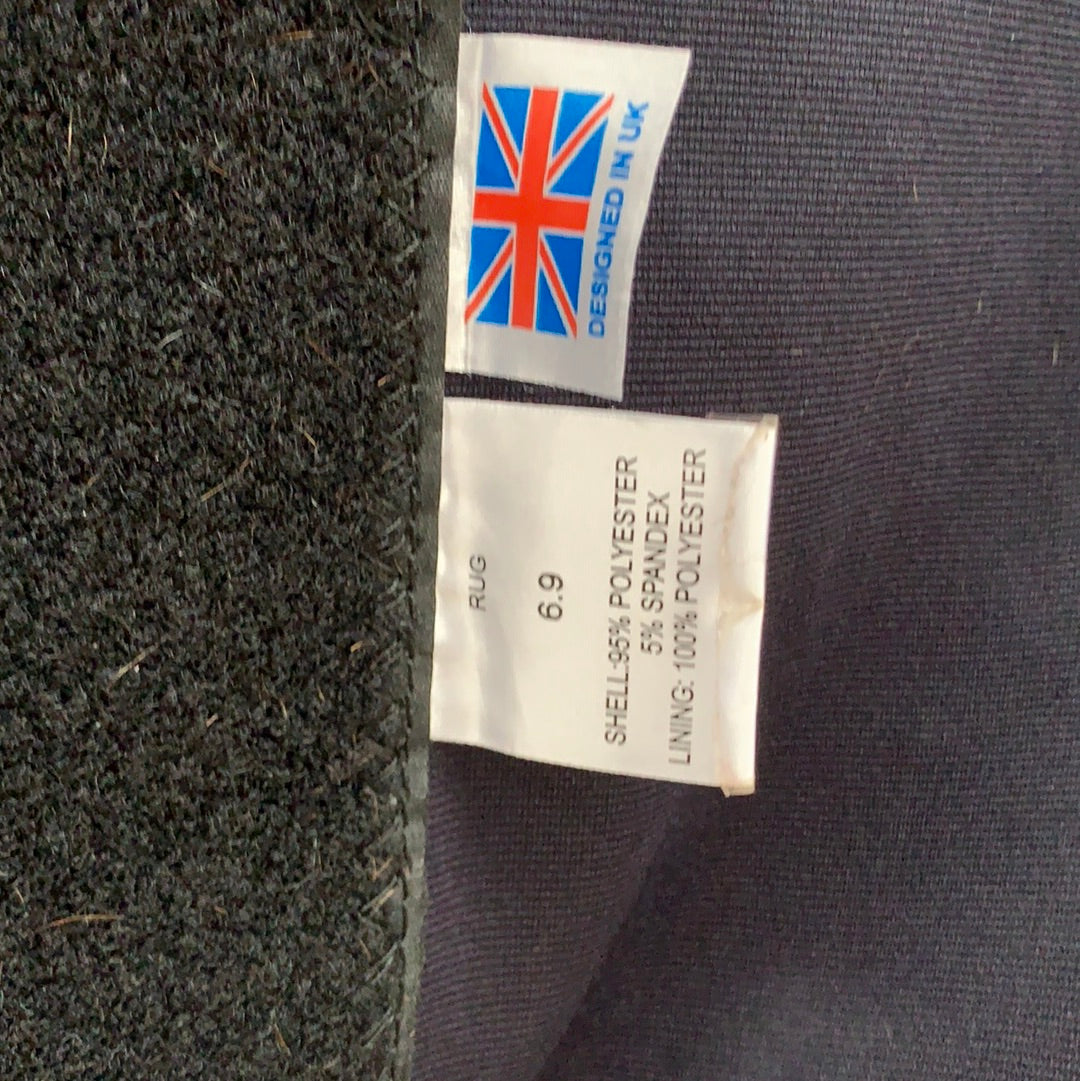 DESIGNED IN UK
RUG
6.9
SHELL:95% POLYESTER
5% SPANDEX
LINING: 100% POLYESTER